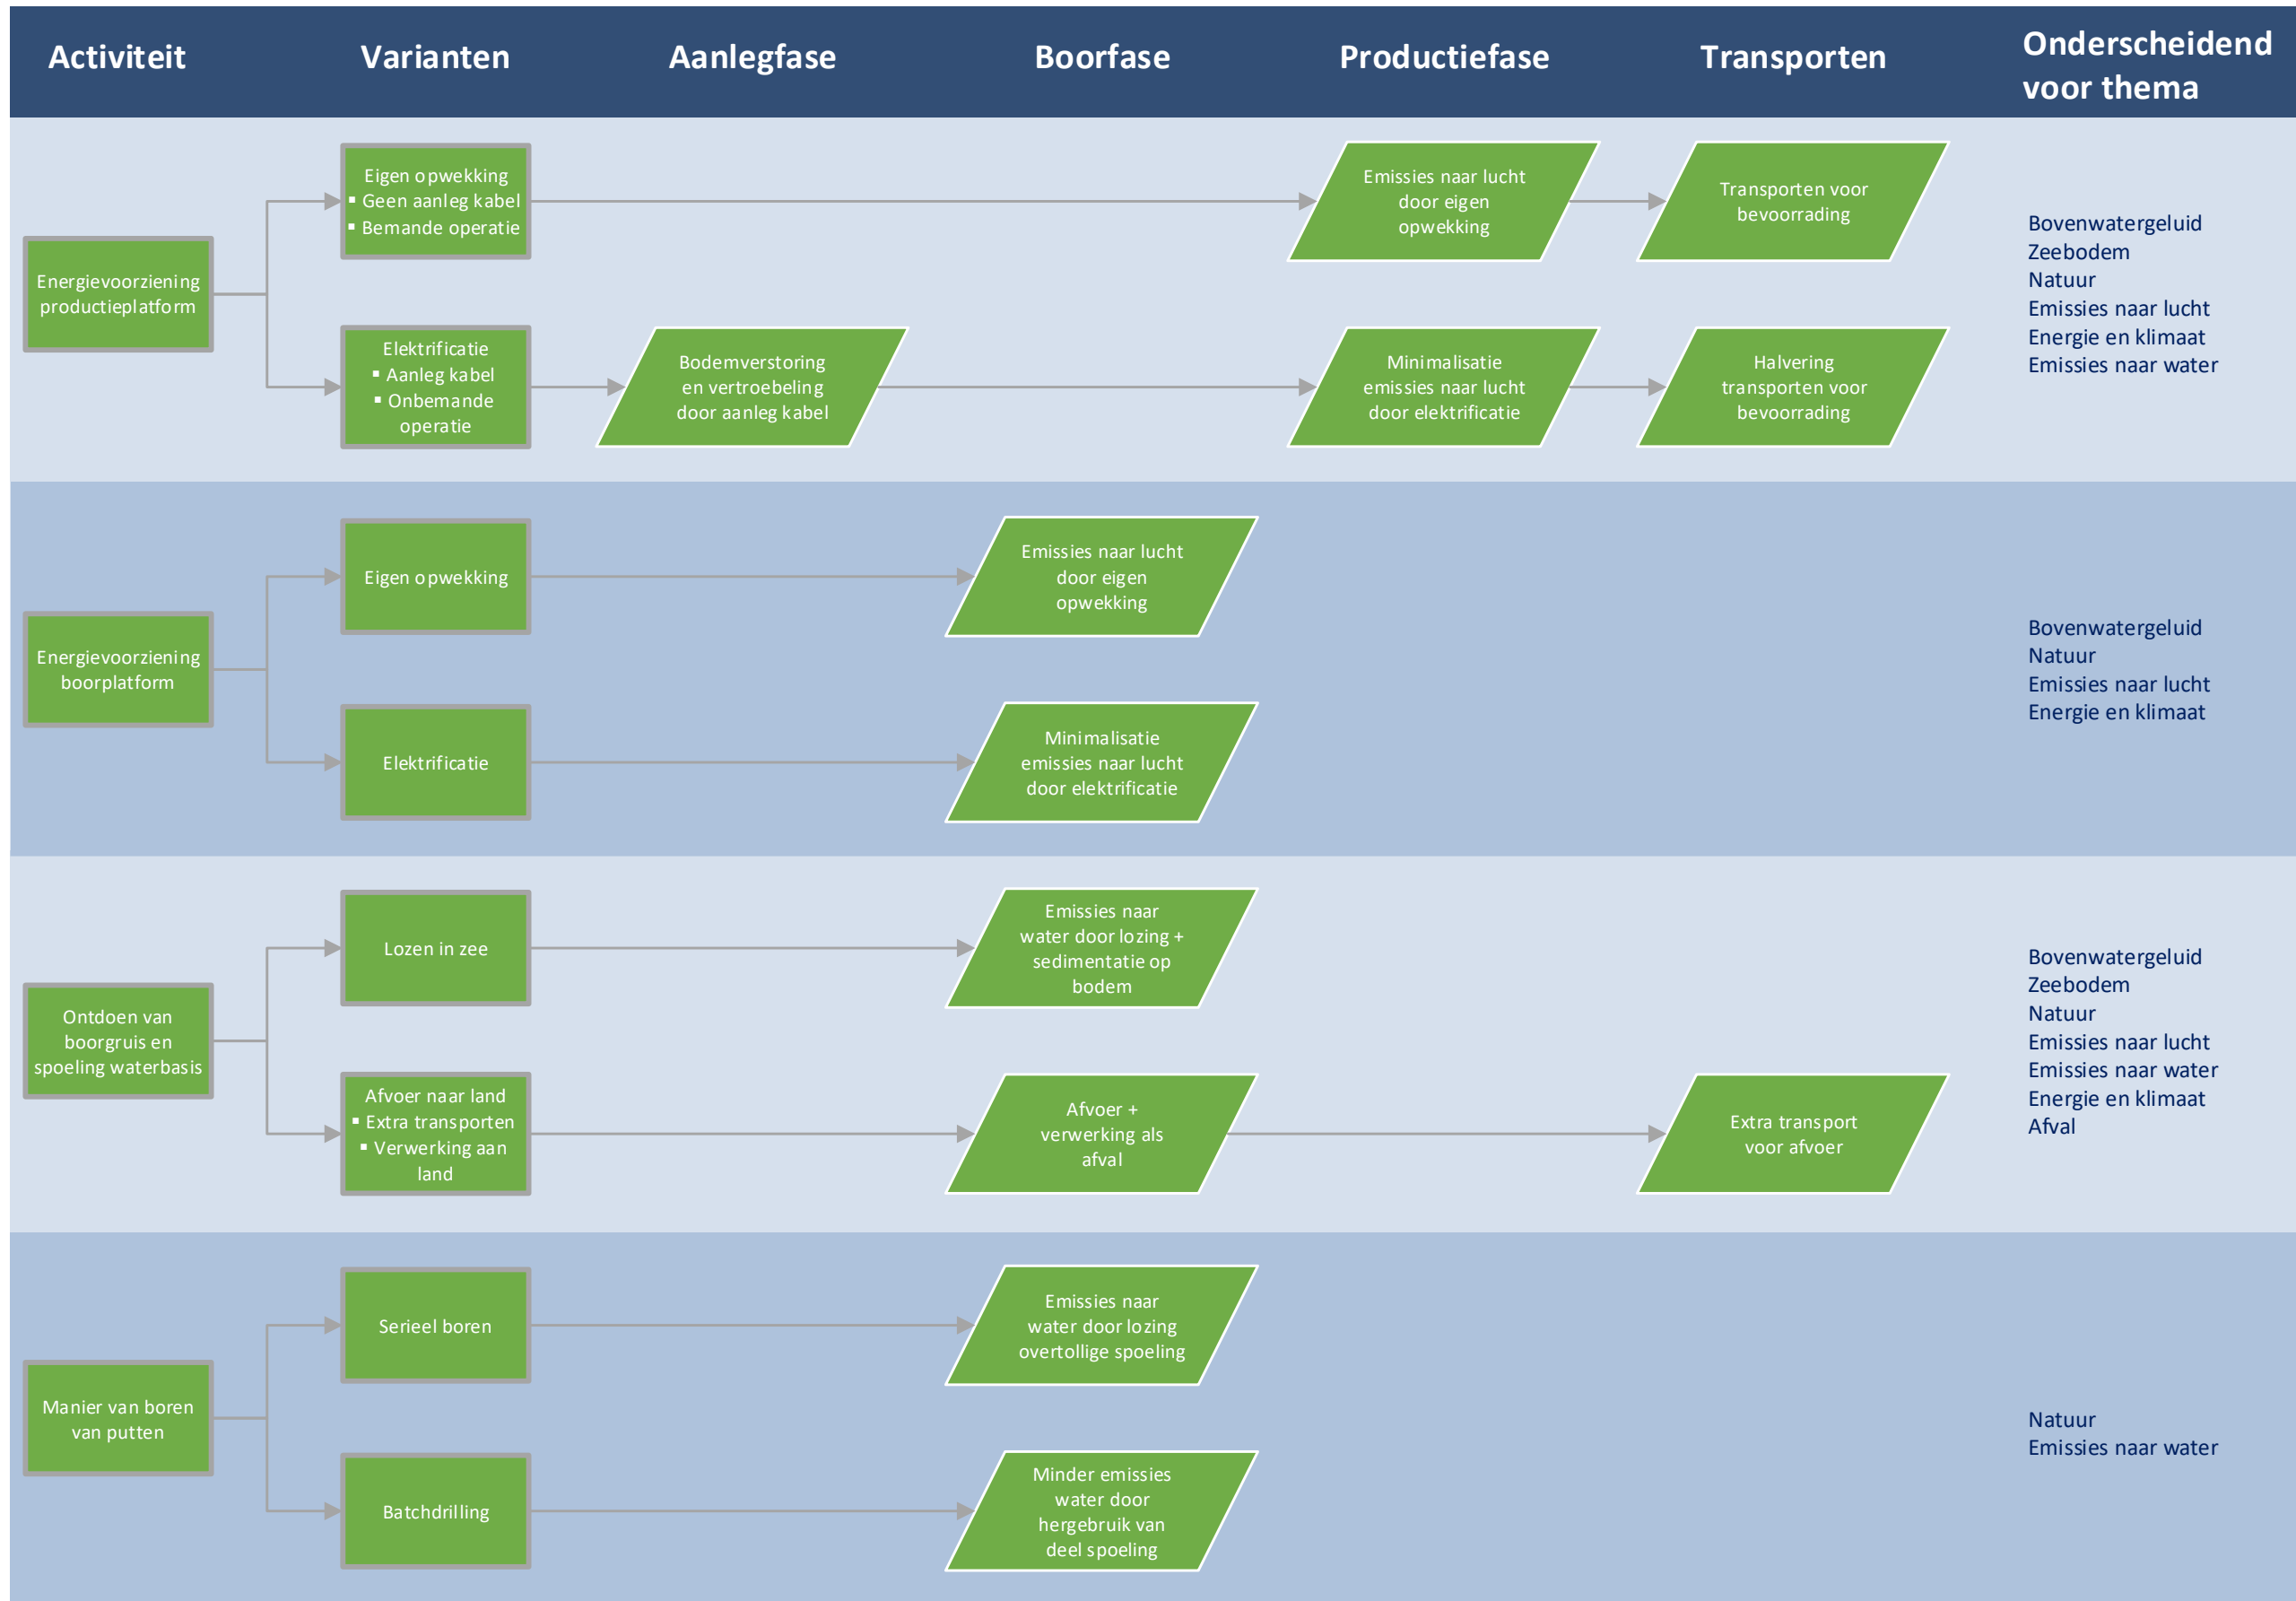 Activiteit
Varianten
Aanlegfase
Boorfase
Productiefase
Transporten
Onderscheidend
voor thema
Energievoorziening
productieplatform
Eigen opwekking
▪ Geen aanleg kabel
▪ Bemande operatie
Emissies naar lucht
door eigen
opwekking
Transporten voor
bevoorrading
Elektrificatie
▪ Aanleg kabel
▪ Onbemande
operatie
Bodemverstoring
en vertroebeling
door aanleg kabel
Minimalisatie
emissies naar lucht
door elektrificatie
Halvering
transporten voor
bevoorrading
Bovenwatergeluid
Zeebodem
Natuur
Emissies naar lucht
Energie en klimaat
Emissies naar water
Energievoorziening
boorplatform
Eigen opwekking
Emissies naar lucht
door eigen
opwekking
Elektrificatie
Minimalisatie
emissies naar lucht
door elektrificatie
Bovenwatergeluid
Natuur
Emissies naar lucht
Energie en klimaat
Ontdoen van
boorgruis en
spoeling waterbasis
Lozen in zee
Emissies naar
water door lozing +
sedimentatie op
bodem
Afvoer naar land
▪ Extra transporten
▪ Verwerking aan
land
Afvoer +
verwerking als
afval
Extra transport
voor afvoer
Bovenwatergeluid
Zeebodem
Natuur
Emissies naar lucht
Emissies naar water
Energie en klimaat
Afval
Manier van boren
van putten
Serieel boren
Emissies naar
water door lozing
overtollige spoeling
Batchdrilling
Minder emissies
water door
hergebruik van
deel spoeling
Natuur
Emissies naar water